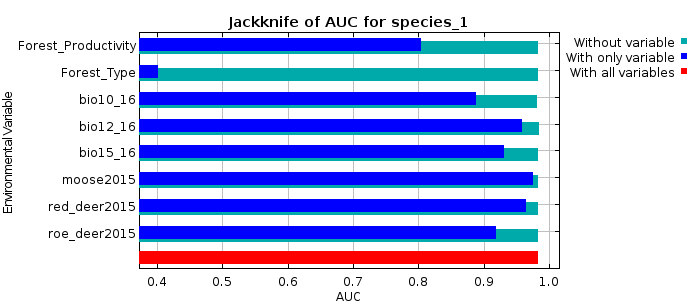 Jackknife of AUC for species_1
Forest_Productivity
Forest_Type
bio10_16
bio12_16
bio15_16
moose2015
red_deer2015
roe_deer2015
Environmental Variable
0.4 0.5 0.6 0.7 0.8 0.9 1.0
AUC
Without variable
With only variable
With all variables